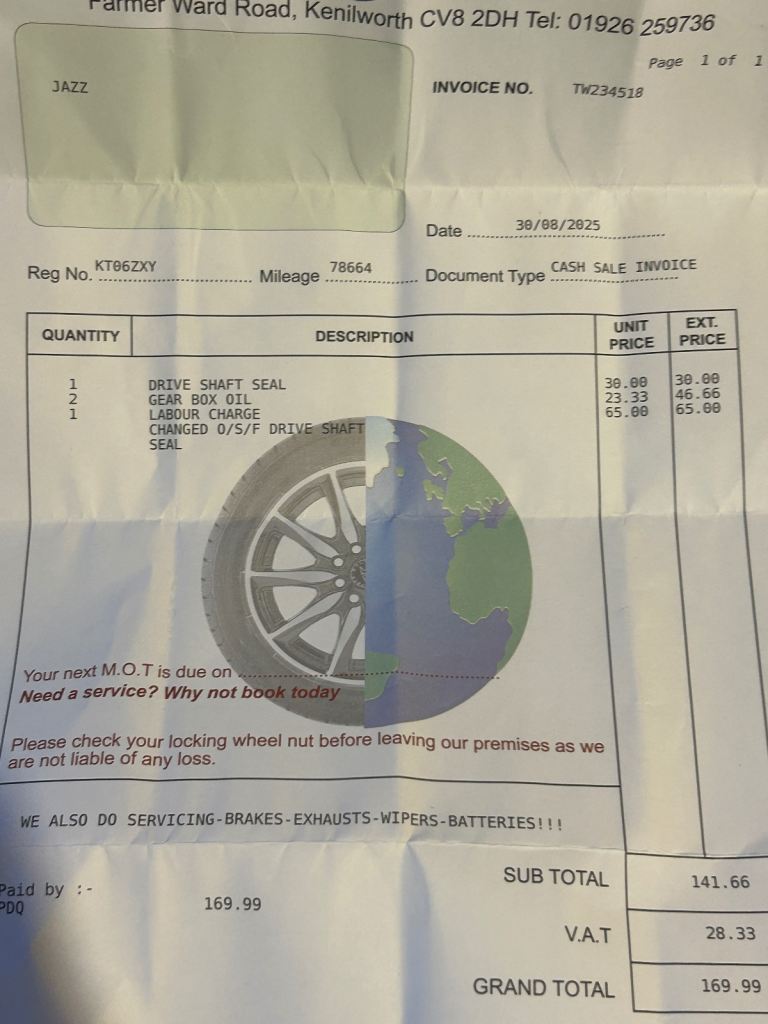 Farmer Ward Road, Kenilworth CV8 2DH Tel: 01926 259736
Page 1 of 1
JAZZ
INVOICE NO. TW234518
Date 30/08/2025
Reg No. KT06ZXY Mileage 78664 Document Type CASH SALE INVOICE
QUANTITY DESCRIPTION UNIT PRICE EXT. PRICE
1 DRIVE SHAFT SEAL 30.00 30.00
2 GEAR BOX OIL 23.33 46.66
1 LABOUR CHARGE 65.00 65.00
CHANGED O/S/F DRIVE SHAFT
SEAL
Your next M.O.T is due on
Need a service? Why not book today
Please check your locking wheel nut before leaving our premises as we
are not liable of any loss.
WE ALSO DO SERVICING-BRAKES-EXHAUSTS-WIPERS-BATTERIES!!!
SUB TOTAL 141.66
Paid by :-
PDQ 169.99
V.A.T 28.33
GRAND TOTAL 169.99